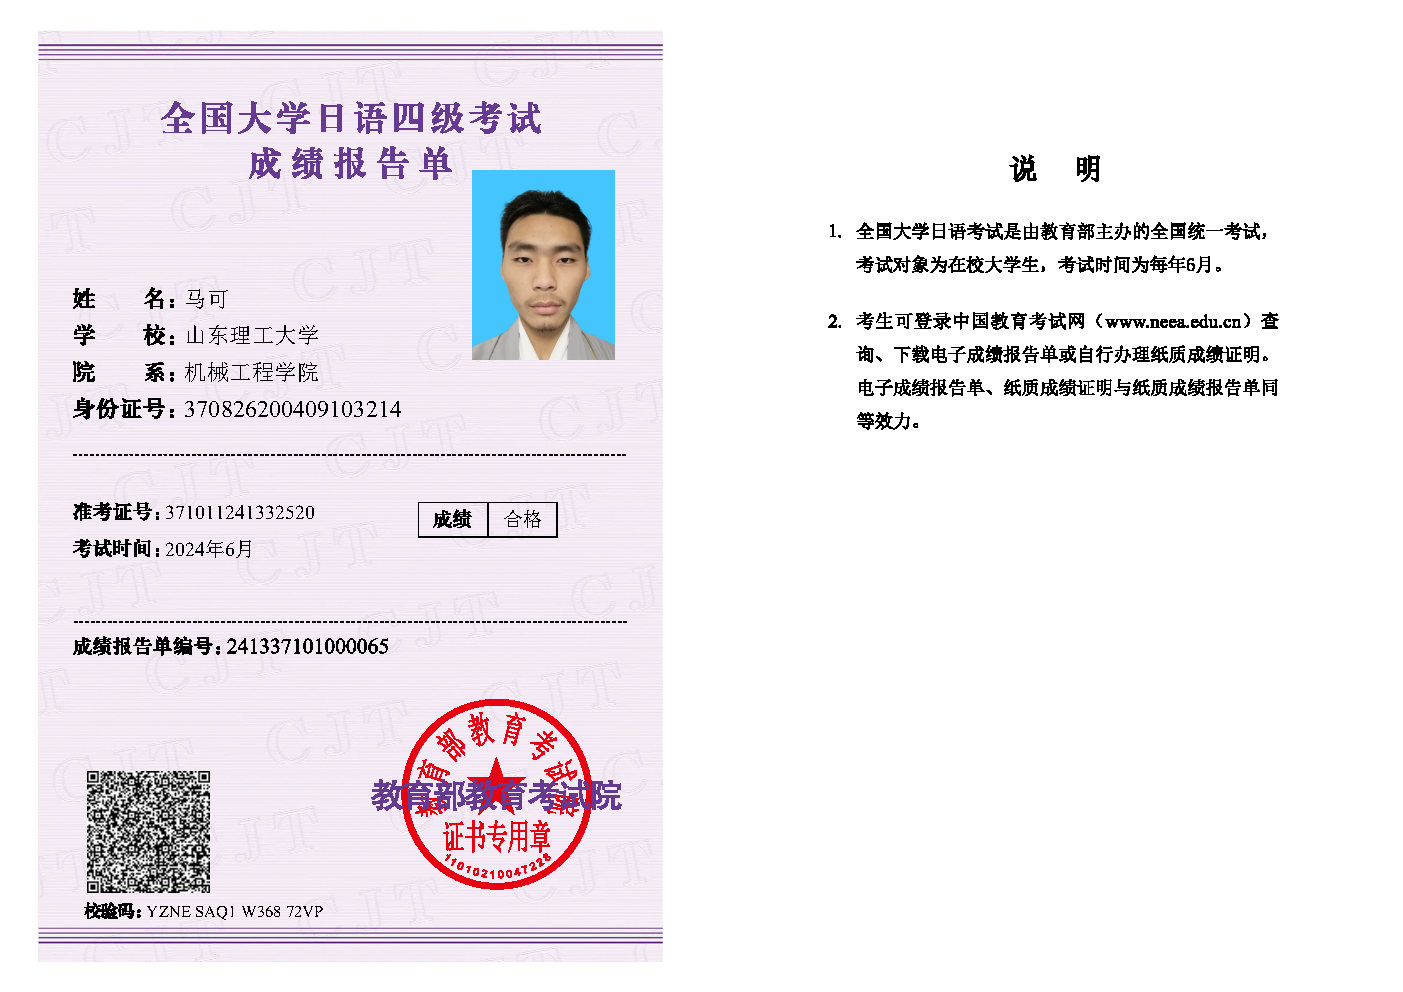 全国大学日语四级考试
成绩报告单
姓 名：马可
学 校：山东理工大学
院 系：机械工程学院
身份证号：370826200409103214
准考证号：371011241332520
成绩 合格
考试时间：2024年6月
成绩报告单编号：241337101000065
教育部教育考试院
教育部教育考试院
证书专用章
11010210047228
校验码：YZNE SAQ1 W368 72VP
说 明
1. 全国大学日语考试是由教育部主办的全国统一考试，
考试对象为在校大学生，考试时间为每年6月。
2. 考生可登录中国教育考试网（www.neea.edu.cn）查
询、下载电子成绩报告单或自行办理纸质成绩证明。
电子成绩报告单、纸质成绩证明与纸质成绩报告单同
等效力。
CJT